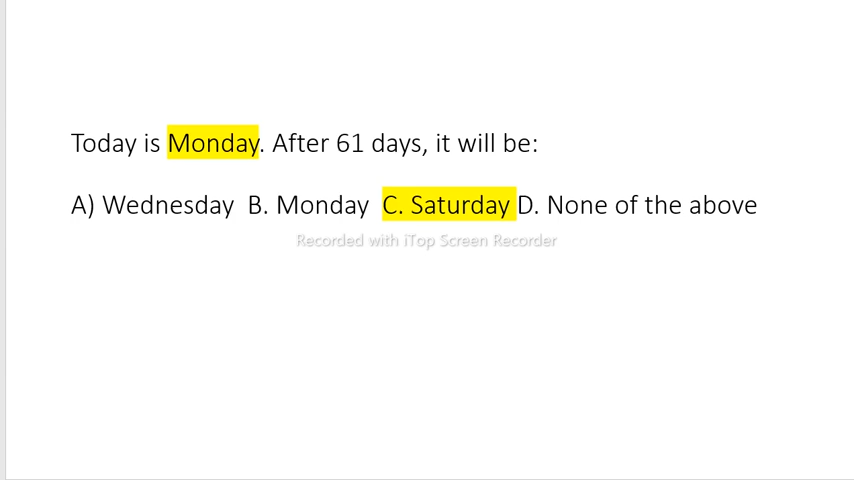 Today is Monday. After 61 days, it will be:
A) Wednesday B. Monday C. Saturday D. None of the above
Recorded with iTop Screen Recorder